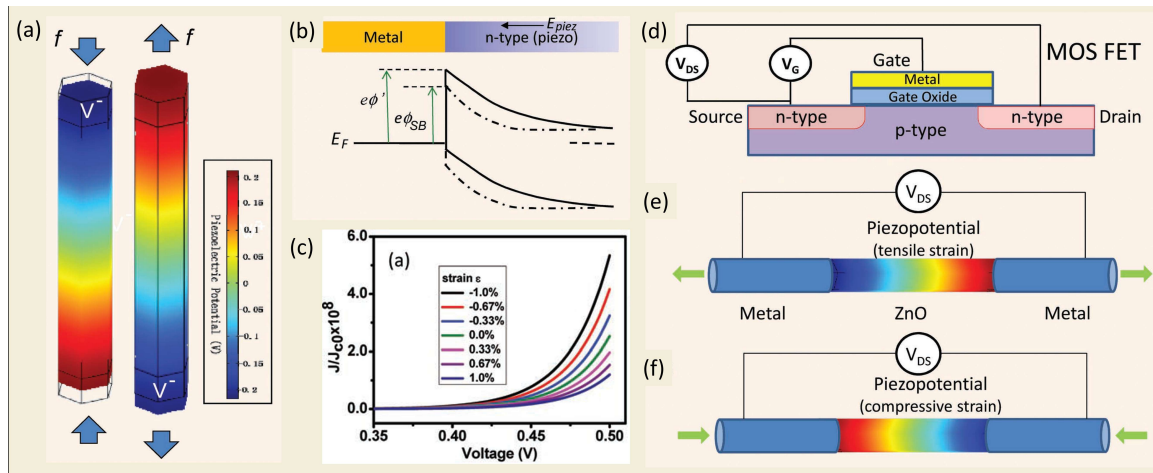 (a)
f
f
V⁻
V⁻
Piezoelectric Potential (V)
0.2
0.15
0.1
0.05
0
0.05
0.1
0.15
0.2
(b)
E_piez
Metal
n-type (piezo)
eϕ'
eϕ_SB
E_F
(c)
(a)
strain ε
-1.0%
-0.67%
-0.33%
0.0%
0.33%
0.67%
1.0%
J/J_c0x10⁸
6.0
4.0
2.0
0.0
0.35
0.40
0.45
0.50
Voltage (V)
(d)
MOS FET
V_DS
V_G
Gate
Metal
Gate Oxide
Source
n-type
p-type
n-type
Drain
(e)
V_DS
Piezopotential
(tensile strain)
Metal
ZnO
Metal
(f)
V_DS
Piezopotential
(compressive strain)